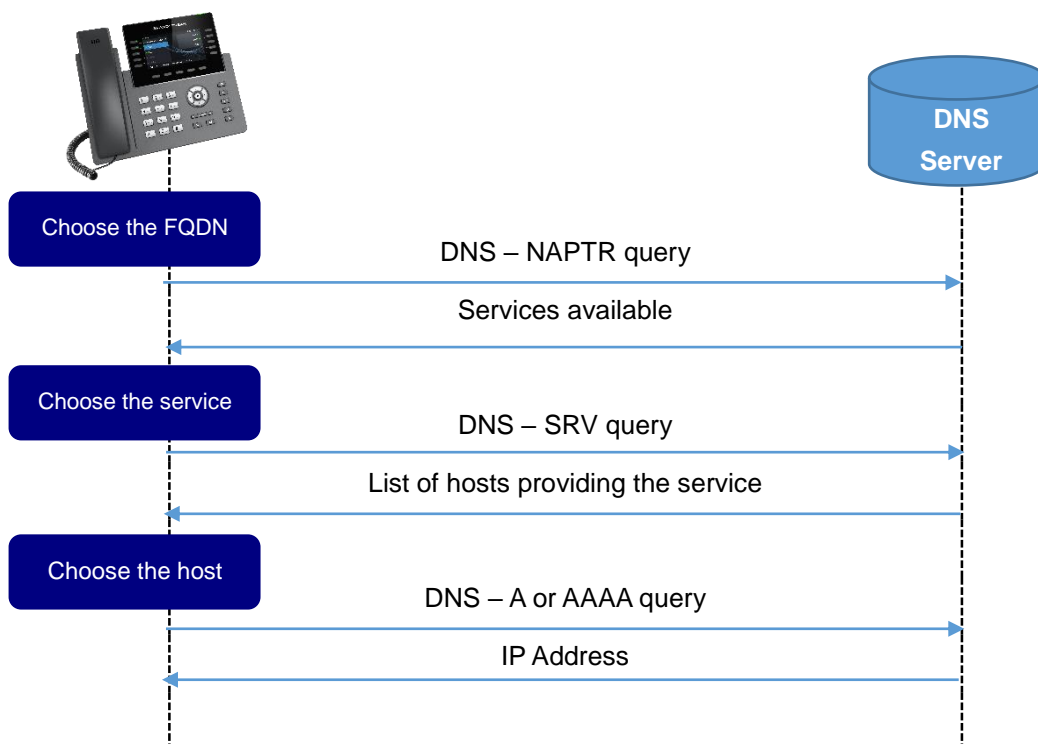 DNS
Server
Choose the FQDN
DNS – NAPTR query
Services available
Choose the service
DNS – SRV query
List of hosts providing the service
Choose the host
DNS – A or AAAA query
IP Address